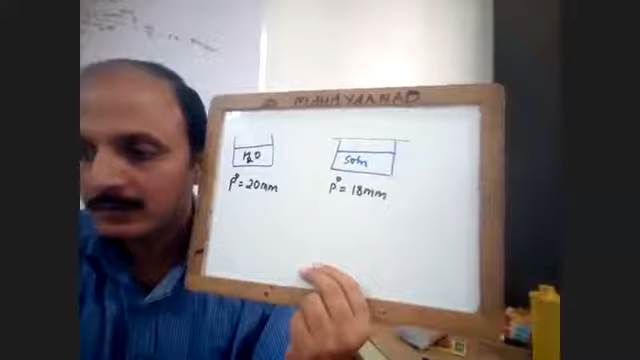 MAHAYAANAD
H2O
Soln
P° = 20mm
P° = 18mm